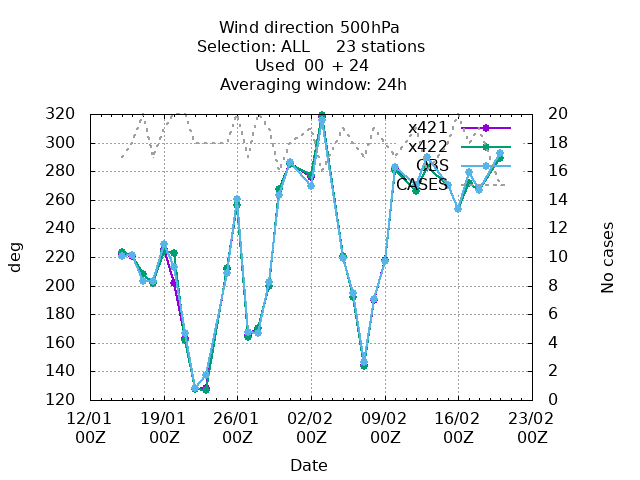 Wind direction 500hPa
Selection: ALL 23 stations
Used 00 + 24
Averaging window: 24h
320 20
x421
300 18
x422
OBS
280 16
CASES
260 14
240 12
220 10
200 8
180 6
160 4
140 2
120 0
deg
No cases
12/01 19/01 26/01 02/02 09/02 16/02 23/02
00Z 00Z 00Z 00Z 00Z 00Z 00Z
Date